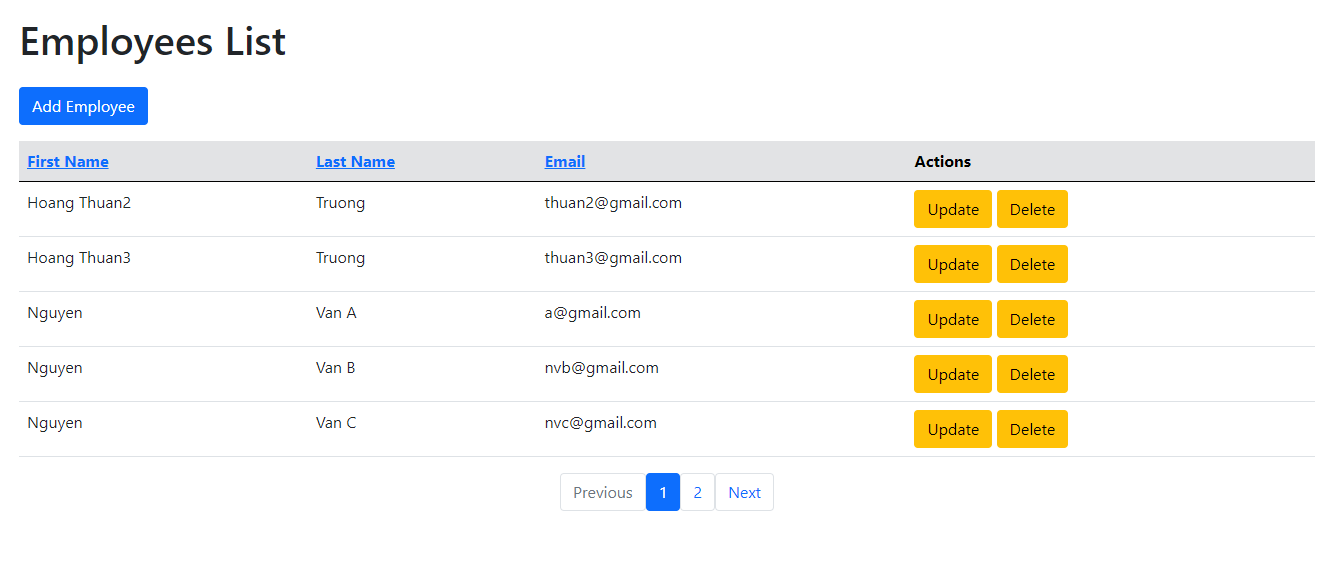 Employees List
Add Employee
First Name Last Name Email Actions
Hoang Thuan2 Truong thuan2@gmail.com Update Delete
Hoang Thuan3 Truong thuan3@gmail.com Update Delete
Nguyen Van A a@gmail.com Update Delete
Nguyen Van B nvb@gmail.com Update Delete
Nguyen Van C nvc@gmail.com Update Delete
Previous 1 2 Next